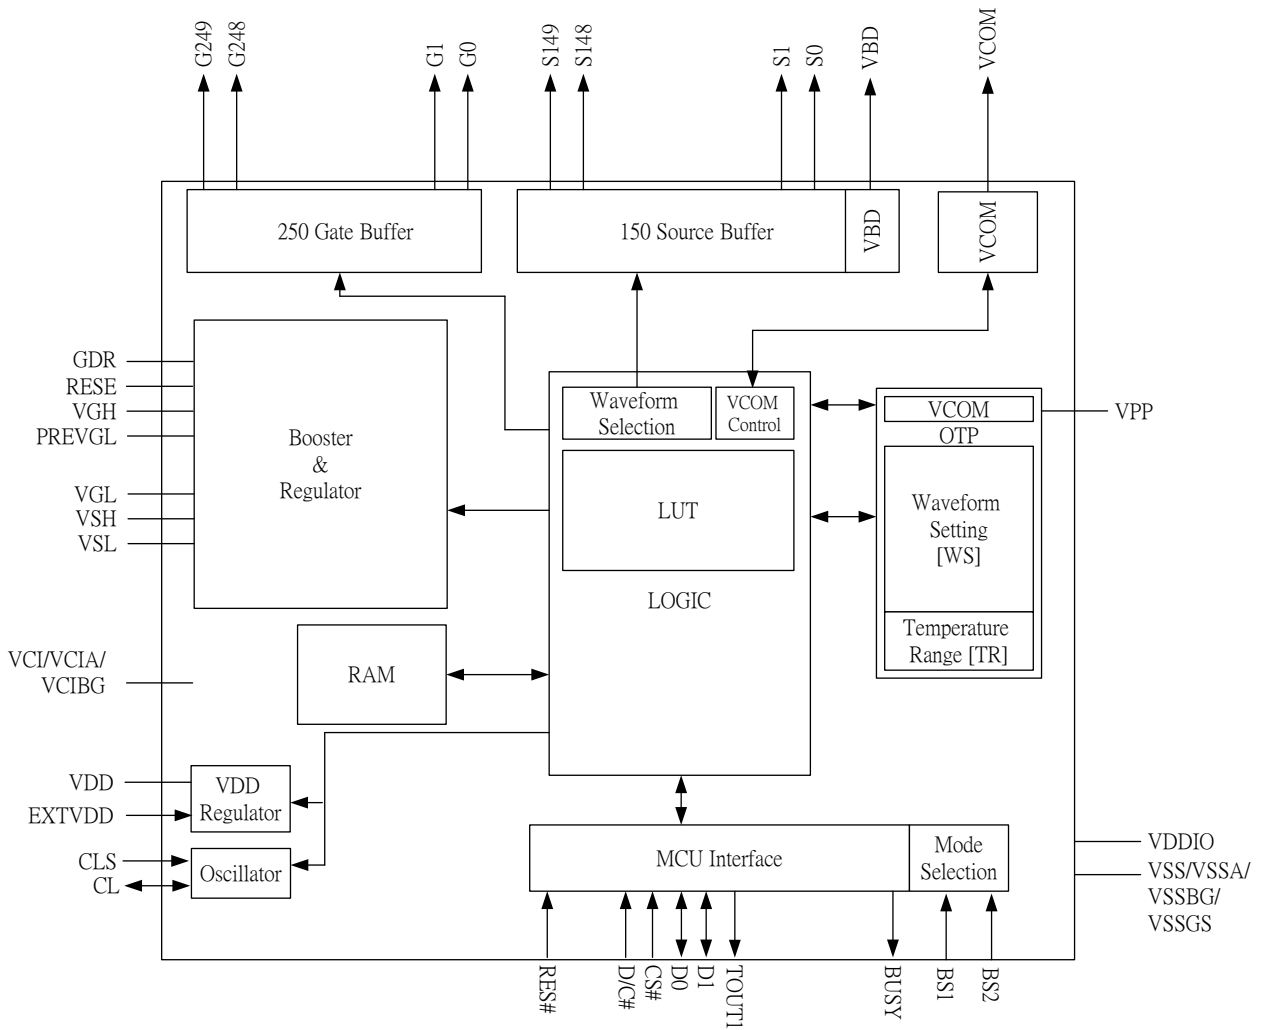 G249
G248
G1
G0
S149
S148
S1
S0
VBD
VCOM
250 Gate Buffer
150 Source Buffer
VBD
VCOM
GDR
RESE
VGH
PREVGL
VGL
VSH
VSL
Booster
&
Regulator
Waveform
Selection
VCOM
Control
LUT
LOGIC
VCOM
OTP
Waveform
Setting
[WS]
Temperature
Range [TR]
VPP
VCI/VCIA/
VCIBG
RAM
VDD
EXTVDD
VDD
Regulator
CLS
CL
Oscillator
MCU Interface
Mode
Selection
VDDIO
VSS/VSSA/
VSSBG/
VSSGS
RES#
D/C#
CS#
D0
D1
TOUT1
BUSY
BS1
BS2